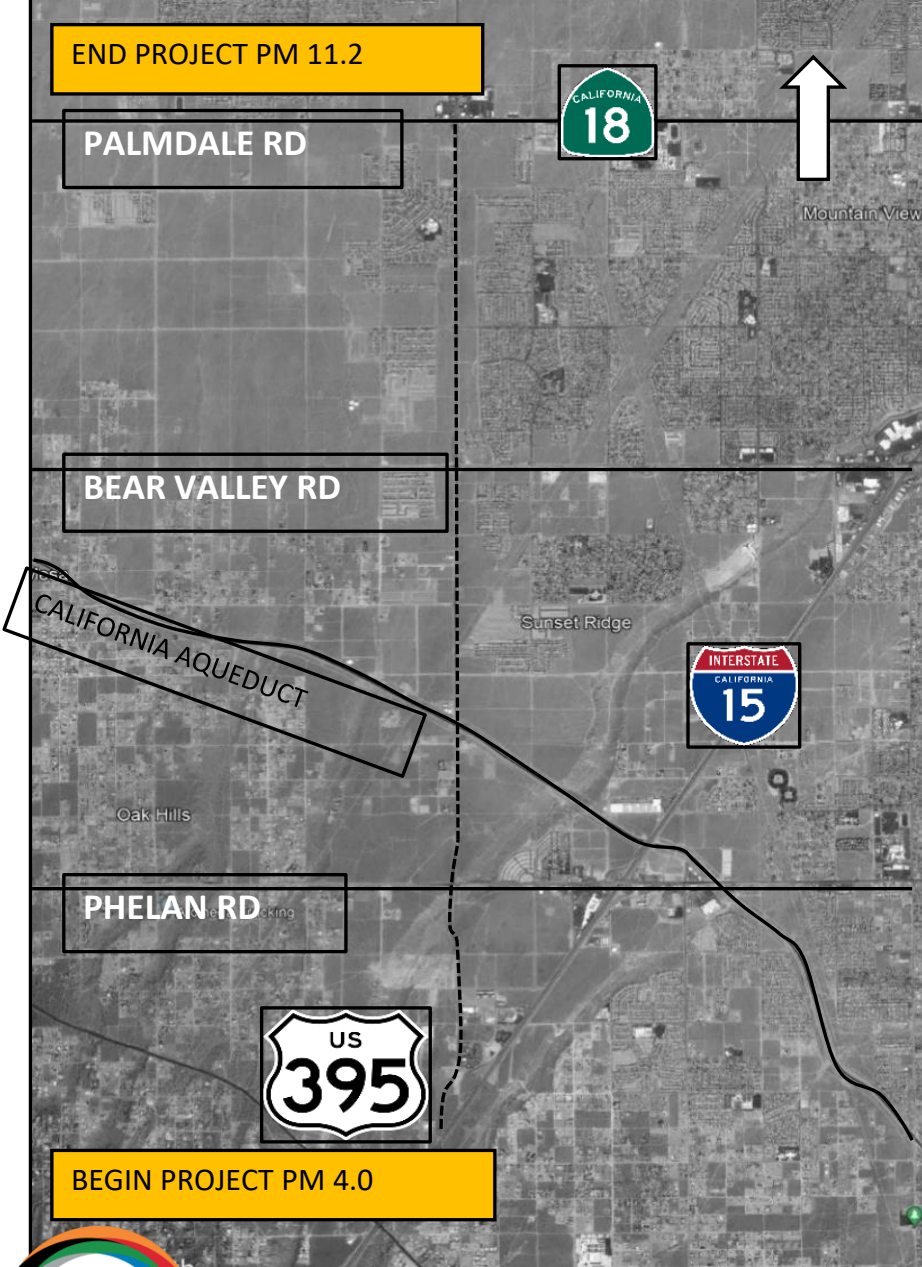 END PROJECT PM 11.2
CALIFORNIA
18
PALMDALE RD
Mountain View
BEAR VALLEY RD
CALIFORNIA AQUEDUCT
Sunset Ridge
INTERSTATE
CALIFORNIA
15
Oak Hills
PHELAN RD
US
395
BEGIN PROJECT PM 4.0